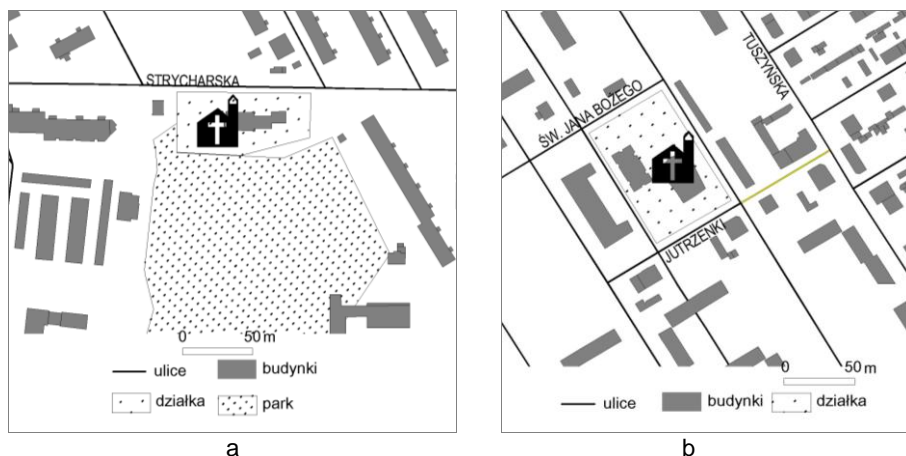 STRYCHARSKA
0 50 m
ulice budynki
działka park
a
TUSZYŃSKA
ŚW. JANA BOŻEGO
JUTRZENKI
0 50 m
ulice budynki działka
b